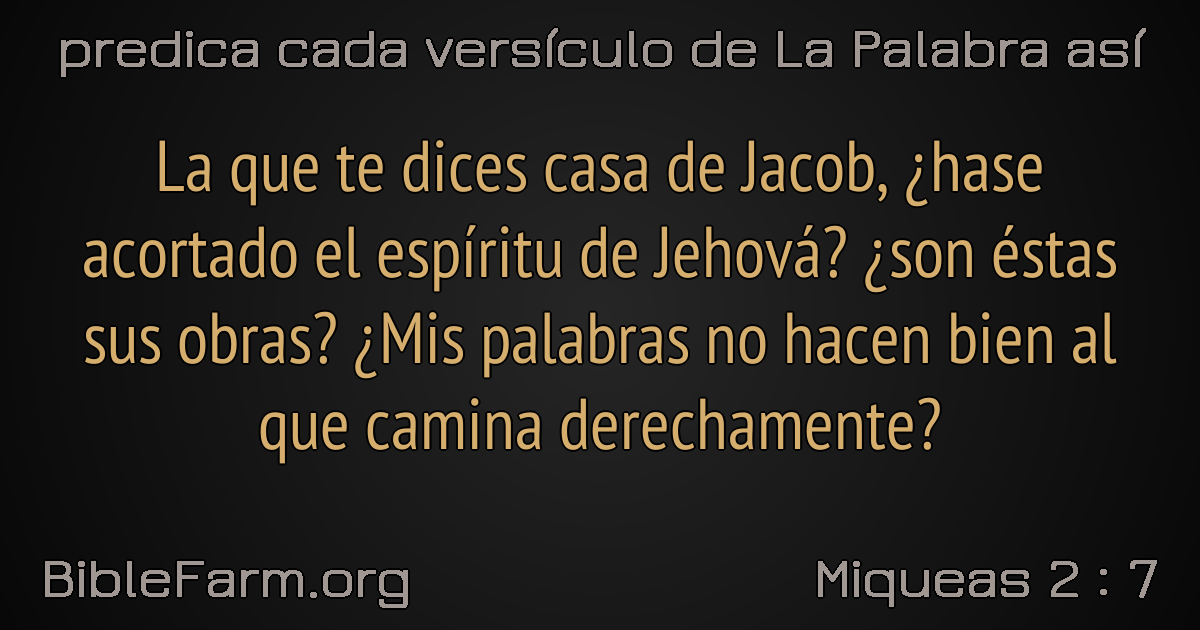 predica cada versículo de La Palabra así
La que te dices casa de Jacob, ¿hase
acortado el espíritu de Jehová? ¿son éstas
sus obras? ¿Mis palabras no hacen bien al
que camina derechamente?
BibleFarm.org
Miqueas 2 : 7